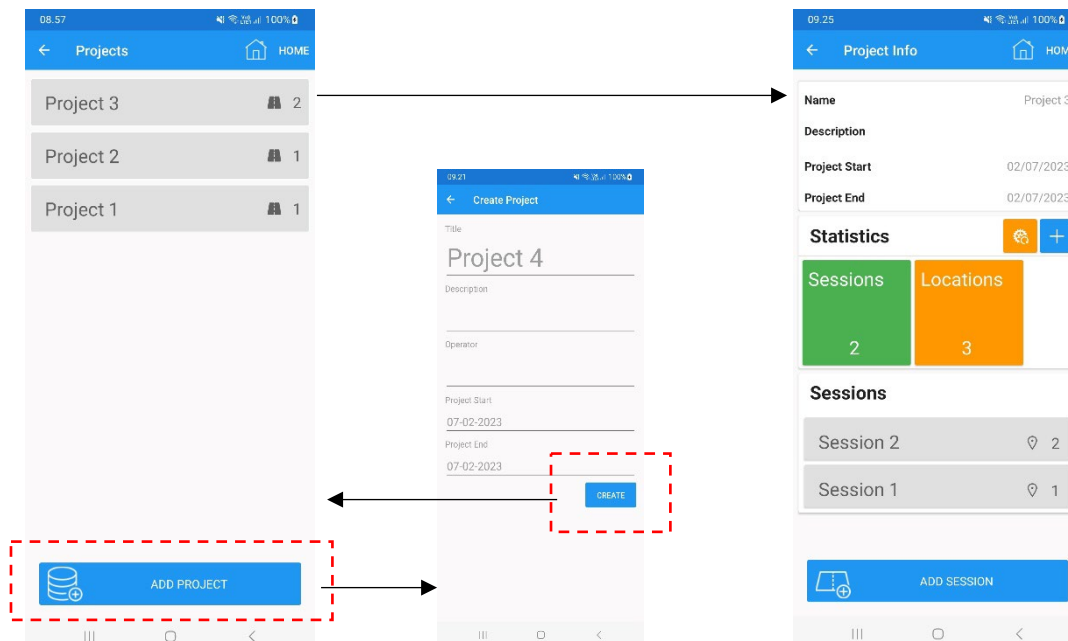 08.57 100%
Projects HOME
Project 3 2
Project 2 1
Project 1 1
ADD PROJECT
09.21 100%
Create Project
Title
Project 4
Description
Operator
Project Start
07-02-2023
Project End
07-02-2023
CREATE
09.25 100%
Project Info HOM
Name Project 3
Description
Project Start 02/07/2023
Project End 02/07/2023
Statistics
Sessions Locations
2 3
Sessions
Session 2 2
Session 1 1
ADD SESSION